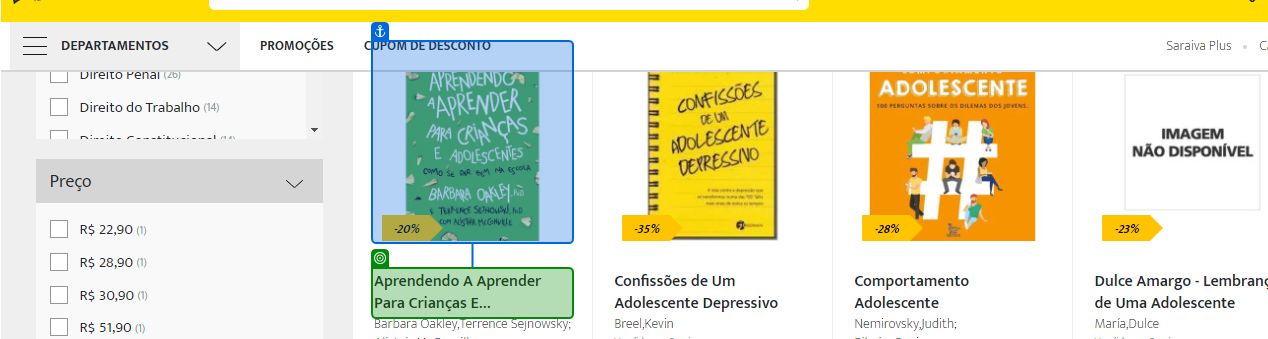 DEPARTAMENTOS
PROMOÇÕES
CUPOM DE DESCONTO
Saraiva Plus
Direito Penal (26)
Direito do Trabalho (14)
Direito Constitucional (14)
Preço
R$ 22,90 (1)
R$ 28,90 (1)
R$ 30,90 (1)
R$ 51,90 (1)
APRENDENDO
A APRENDER
PARA CRIANÇAS
E ADOLESCENTES
COMO SE DAR BEM NA ESCOLA
BARBARA OAKLEY, PhD
E TERRENCE SEJNOWSKI, PhD
COM ALISTAIR McCONVILLE
-20%
Aprendendo A Aprender
Para Crianças E...
Barbara Oakley,Terrence Sejnowsky;
CONFISSÕES
DE UM
ADOLESCENTE
DEPRESSIVO
-35%
Confissões de Um
Adolescente Depressivo
Breel,Kevin
COMPORTAMENTO
ADOLESCENTE
100 PERGUNTAS SOBRE OS DILEMAS DOS JOVENS.
#
-28%
Comportamento
Adolescente
Nemirovsky,Judith;
IMAGEM
NÃO DISPONÍVEL
-23%
Dulce Amargo - Lembranç
de Uma Adolescente
María,Dulce